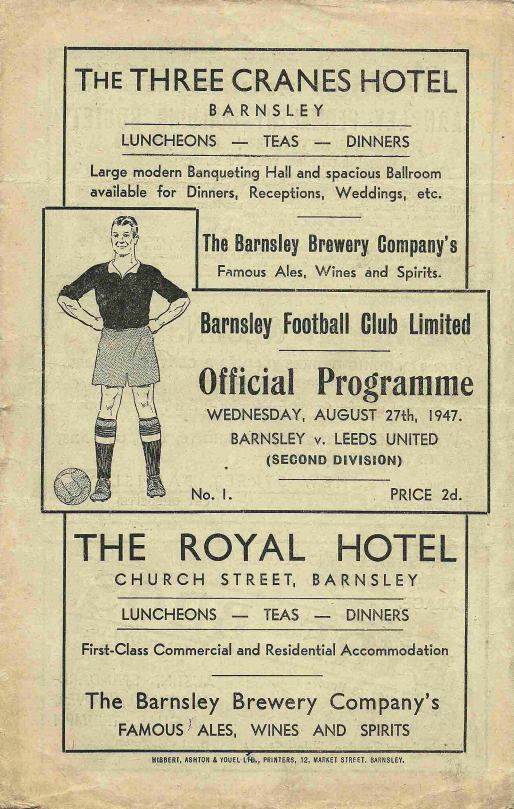 THE THREE CRANES HOTEL
BARNSLEY
LUNCHEONS — TEAS — DINNERS
Large modern Banqueting Hall and spacious Ballroom
available for Dinners, Receptions, Weddings, etc.
The Barnsley Brewery Company's
Famous Ales, Wines and Spirits.
Barnsley Football Club Limited
Official Programme
WEDNESDAY, AUGUST 27th, 1947.
BARNSLEY v. LEEDS UNITED
(SECOND DIVISION)
No. 1. PRICE 2d.
THE ROYAL HOTEL
CHURCH STREET, BARNSLEY
LUNCHEONS — TEAS — DINNERS
First-Class Commercial and Residential Accommodation
The Barnsley Brewery Company's
FAMOUS ALES, WINES AND SPIRITS
HIBBERT, ASHTON & YOUEL LTD., PRINTERS, 12, MARKET STREET, BARNSLEY.